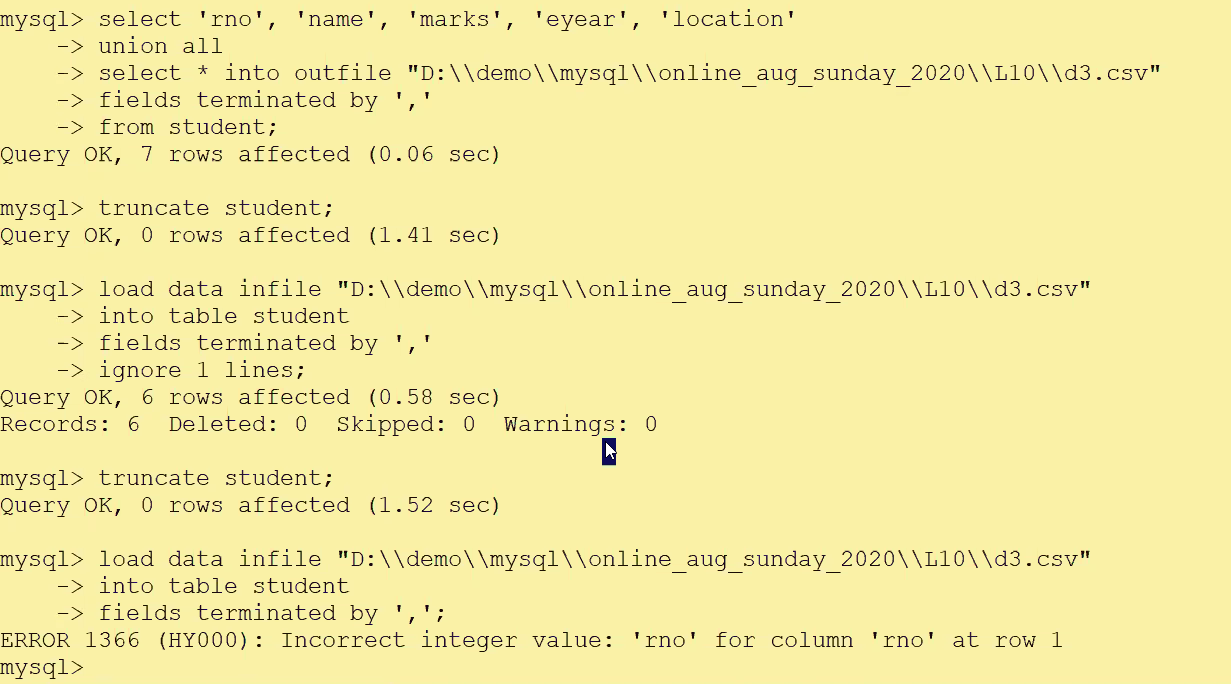 mysql> select 'rno', 'name', 'marks', 'eyear', 'location'
    -> union all
    -> select * into outfile "D:\\demo\\mysql\\online_aug_sunday_2020\\L10\\d3.csv"
    -> fields terminated by ','
    -> from student;
Query OK, 7 rows affected (0.06 sec)

mysql> truncate student;
Query OK, 0 rows affected (1.41 sec)

mysql> load data infile "D:\\demo\\mysql\\online_aug_sunday_2020\\L10\\d3.csv"
    -> into table student
    -> fields terminated by ','
    -> ignore 1 lines;
Query OK, 6 rows affected (0.58 sec)
Records: 6  Deleted: 0  Skipped: 0  Warnings: 0

mysql> truncate student;
Query OK, 0 rows affected (1.52 sec)

mysql> load data infile "D:\\demo\\mysql\\online_aug_sunday_2020\\L10\\d3.csv"
    -> into table student
    -> fields terminated by ',';
ERROR 1366 (HY000): Incorrect integer value: 'rno' for column 'rno' at row 1
mysql>